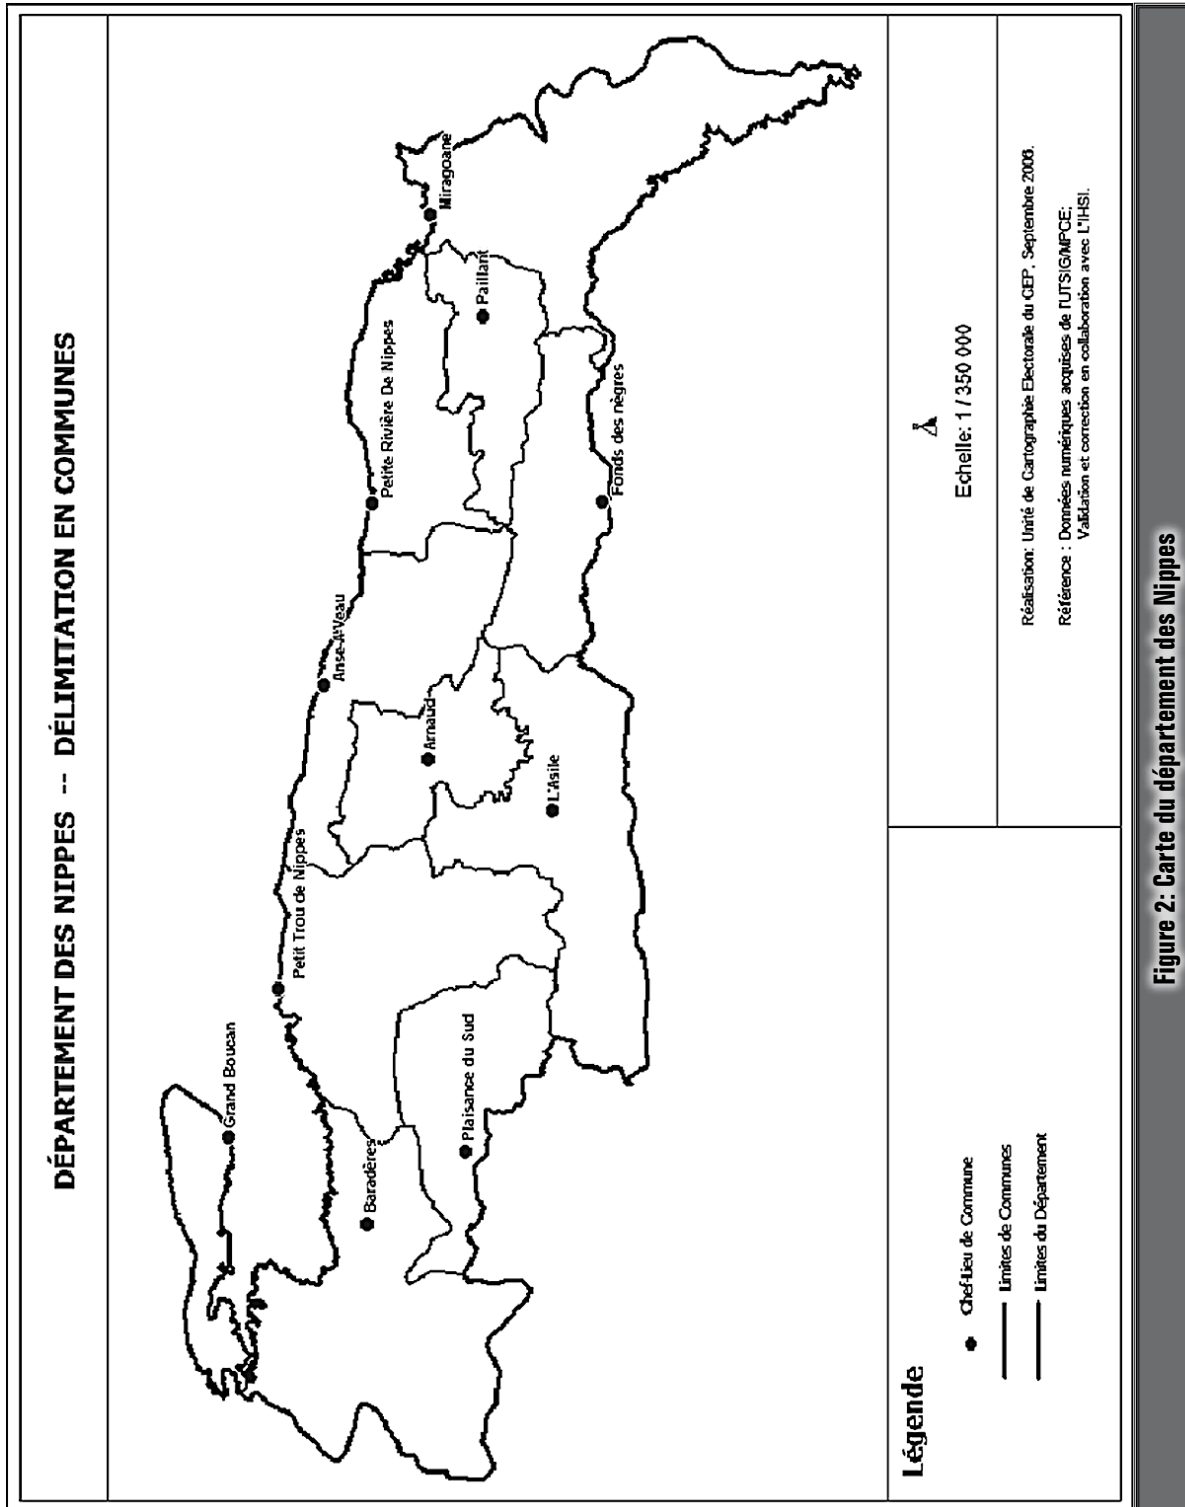 DÉPARTEMENT DES NIPPES -- DÉLIMITATION EN COMMUNES
Grand Boucan
Petit Trou de Nippes
Anse-A-Veau
Petite Rivière De Nippes
Miragoane
Baradères
Plaisance du Sud
Arnaud
L'Asile
Paillant
Fonds des nègres
Légende
Chef-Lieu de Commune
Limites de Communes
Limites du Département
Echelle: 1 / 350 000
Réalisation: Unité de Cartographie Electorale du CEP, Septembre 2006.
Référence : Données numériques acquises de l'UTSIG/MPCE;
Validation et correction en collaboration avec L'IHSI.
Figure 2: Carte du département des Nippes